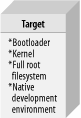 Target
*Bootloader
*Kernel
*Full root
filesystem
*Native
development
environment